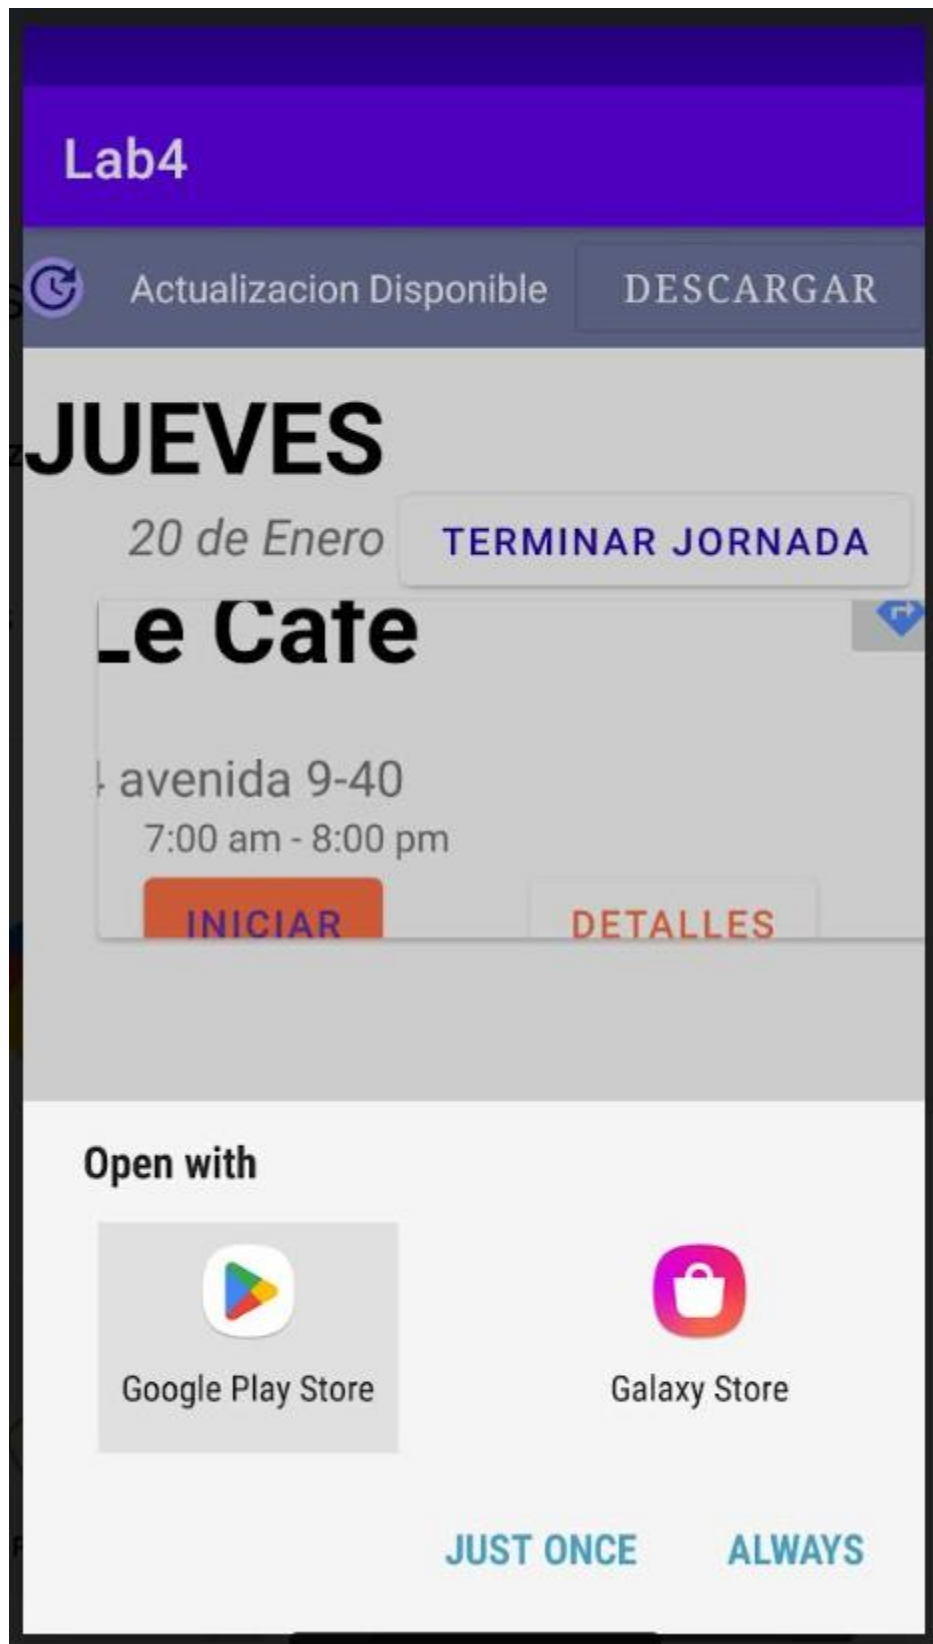 Lab4
Actualizacion Disponible DESCARGAR
JUEVES
20 de Enero TERMINAR JORNADA
Le Cafe
avenida 9-40
7:00 am - 8:00 pm
INICIAR DETALLES
Open with
Google Play Store Galaxy Store
JUST ONCE ALWAYS